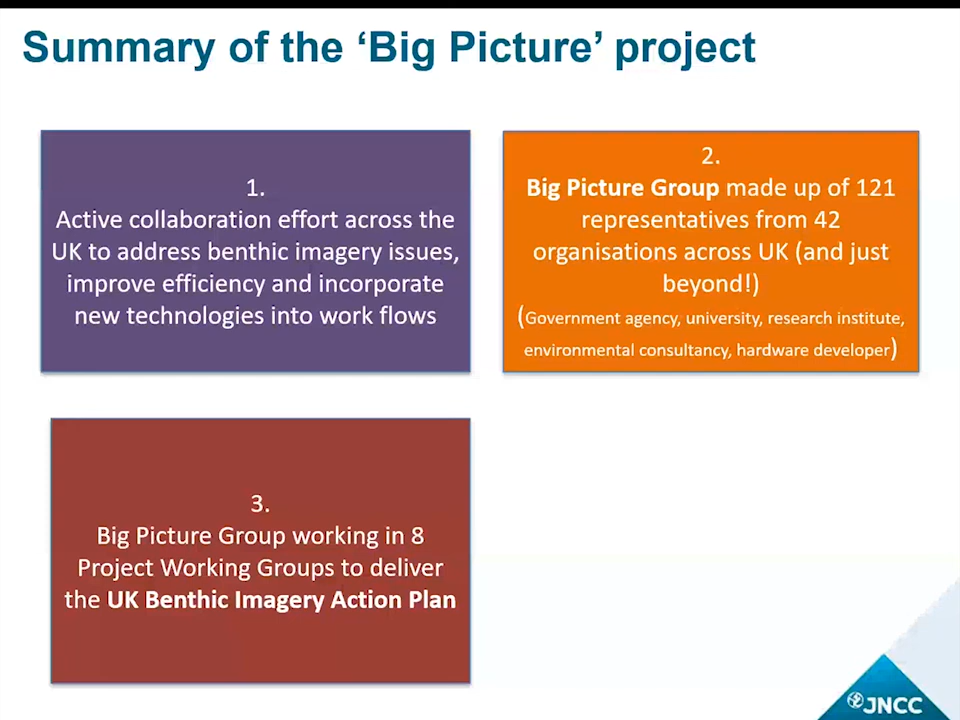 Summary of the ‘Big Picture’ project
1.
Active collaboration effort across the
UK to address benthic imagery issues,
improve efficiency and incorporate
new technologies into work flows
2.
Big Picture Group made up of 121
representatives from 42
organisations across UK (and just
beyond!)
(Government agency, university, research institute,
environmental consultancy, hardware developer)
3.
Big Picture Group working in 8
Project Working Groups to deliver
the UK Benthic Imagery Action Plan
JNCC